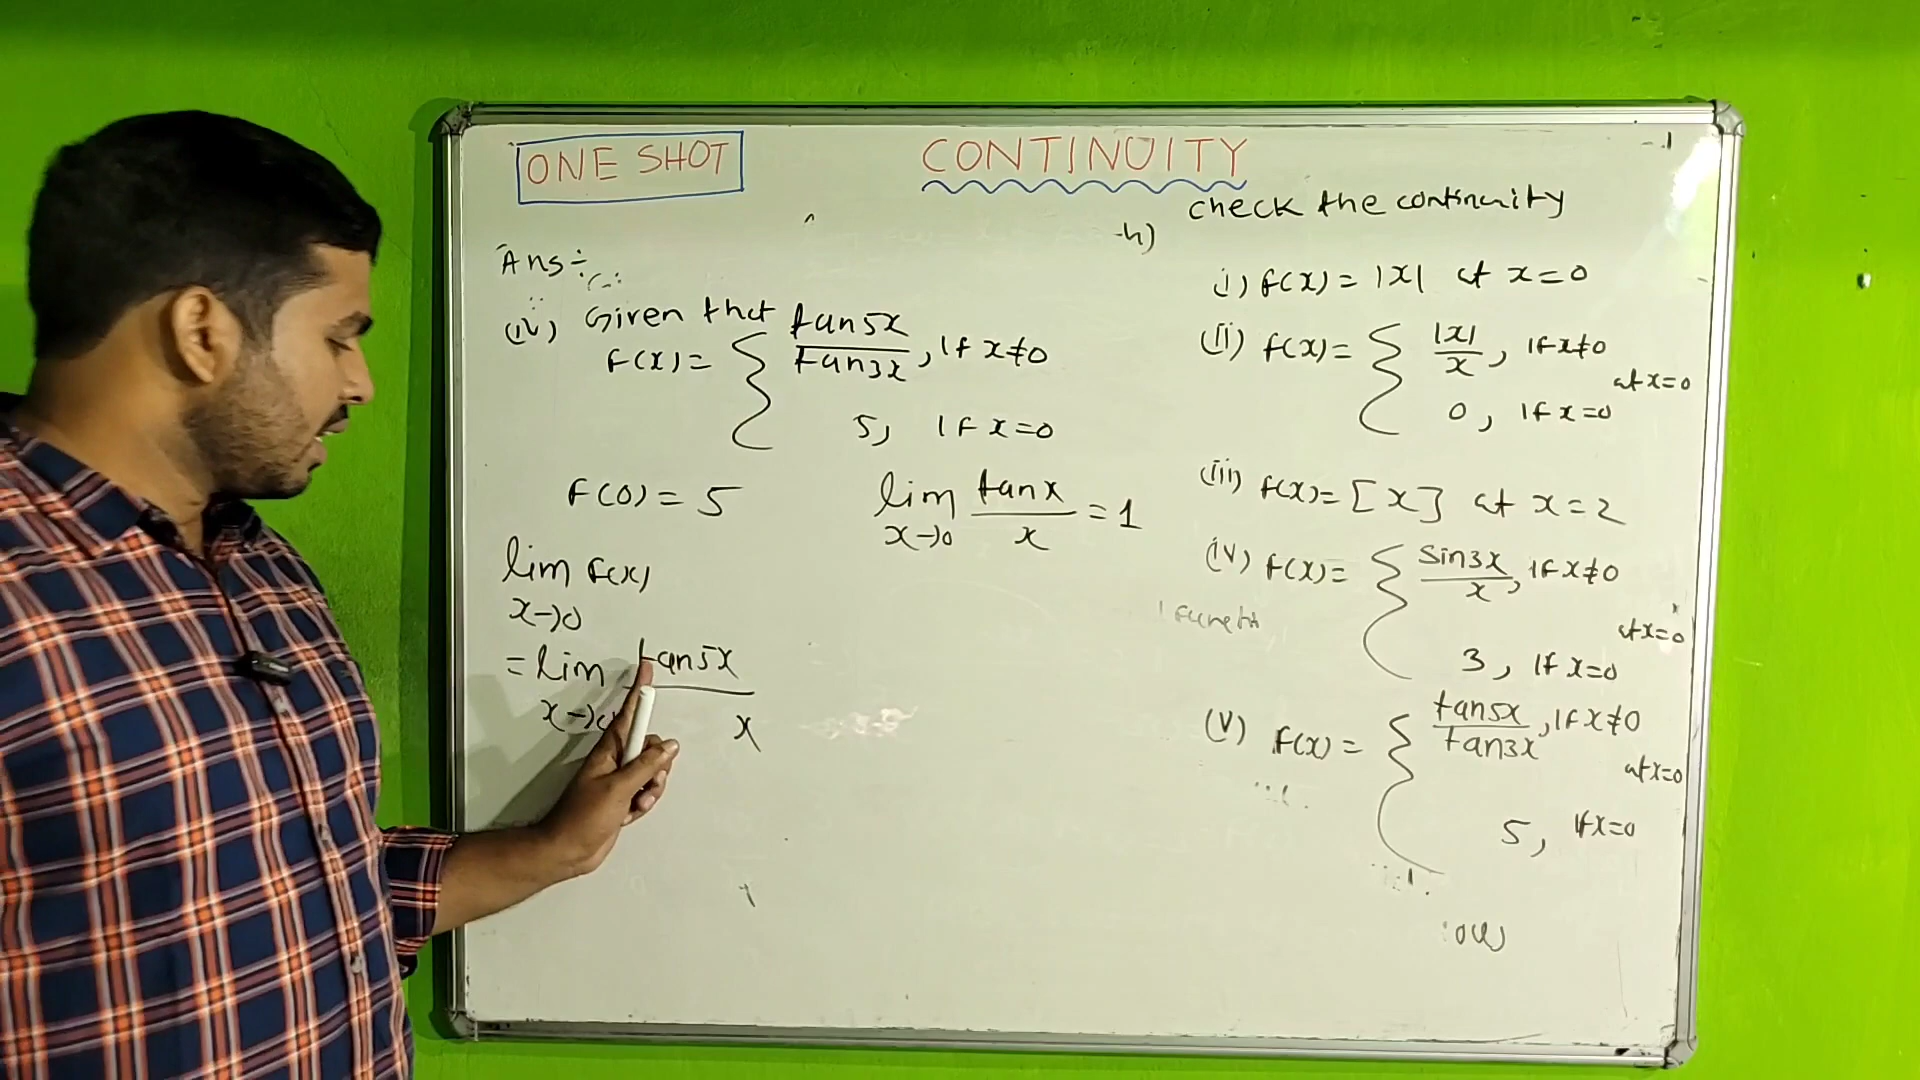 ONE SHOT
CONTINUITY
Ans÷
(iv) Given that
f(x) = { tan5x / tan3x , If x≠0
5, If x=0
f(0) = 5
lim x→0 tanx / x = 1
lim f(x)
x→0
= lim tan5x
x→0 x
check the continuity
h)
i) f(x) = |x| at x=0
(ii) f(x) = { |x| / x , If x≠0
at x=0
0, If x=0
(iii) f(x) = [x] at x=2
(iv) f(x) = { sin3x / x , If x≠0
at x=0
3, If x=0
(v) f(x) = { tan5x / tan3x , If x≠0
at x=0
5, If x=0